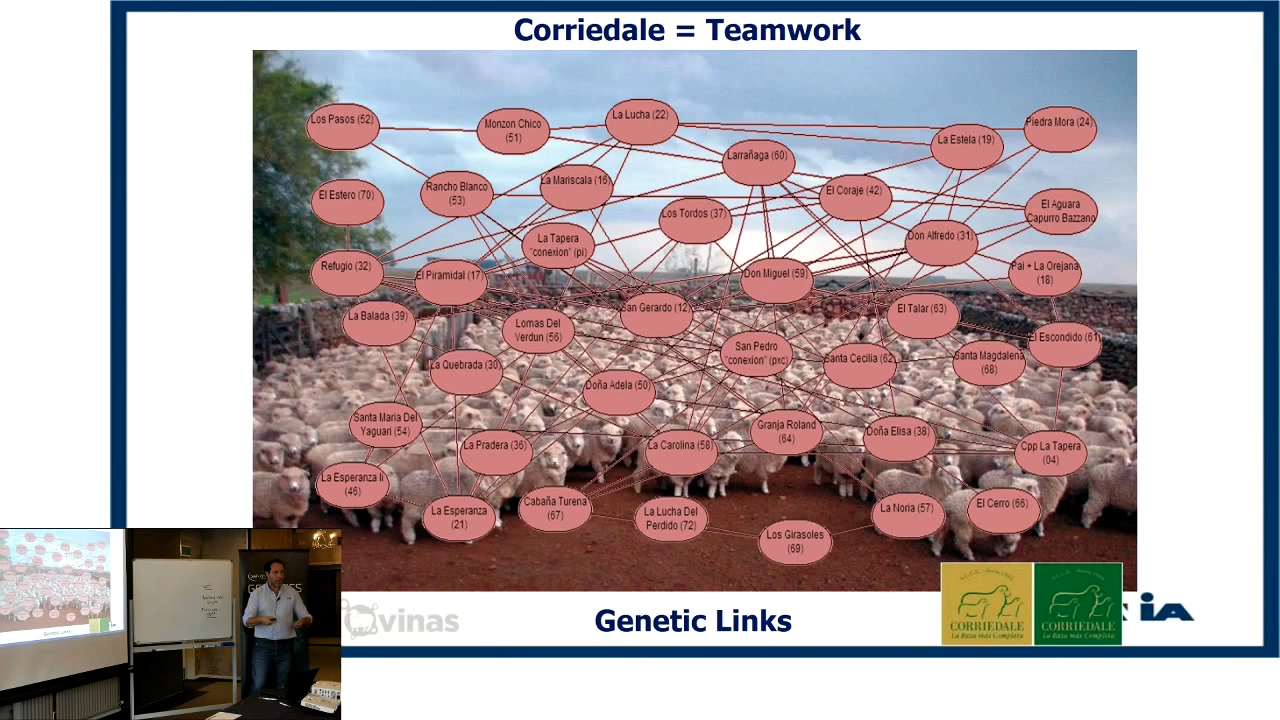 Corriedale = Teamwork
Los Pasos (52)
Monzon Chico
(51)
La Lucha (22)
Larrañaga (60)
La Estela (19)
Piedra Mora (24)
El Estero (70)
Rancho Blanco
(53)
La Mariscala (16)
Los Tordos (37)
El Coraje (42)
El Aguara
Capurro Bazzano
La Tapera
"conexion" (pi)
Don Alfredo (31)
Refugio (32)
El Piramidal (17)
Don Miguel (59)
Pai + La Orejana
(18)
La Balada (39)
Lomas Del
Verdun (56)
San Gerardo (12)
El Talar (63)
El Escondido (61)
La Quebrada (30)
San Pedro
"conexion" (pxc)
Santa Cecilia (62)
Santa Magdalena
(68)
Doña Adela (50)
Santa Maria Del
Yaguari (54)
La Pradera (36)
La Carolina (58)
Granja Roland
(64)
Doña Elisa (38)
Cpp La Tapera
(04)
La Esperanza Ii
(46)
La Esperanza
(21)
Cabaña Turena
(67)
La Lucha Del
Perdido (72)
Los Girasoles
(69)
La Noria (57)
El Cerro (66)
ovinas
Genetic Links
CORRIEDALE
La Raza más Completa
CORRIEDALE
La Raza más Completa
iA
Genetic Links